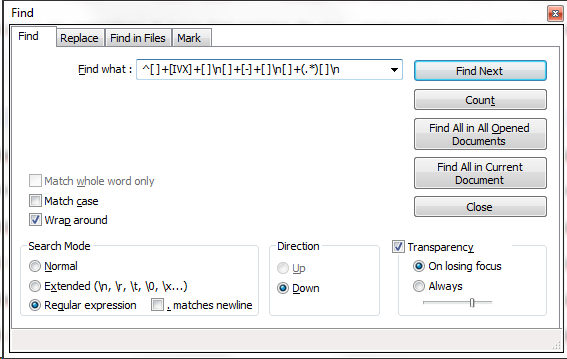 Find
Find Replace Find in Files Mark
Find what : ^[ ]+[IVX]+[ ]\n[ ]+[-]+[ ]\n[ ]+(.*)[ ]\n
Find Next
Count
Find All in All Opened
Documents
Find All in Current
Document
Close
Match whole word only
Match case
Wrap around
Search Mode
Normal
Extended (\n, \r, \t, \0, \x...)
Regular expression . matches newline
Direction
Up
Down
Transparency
On losing focus
Always